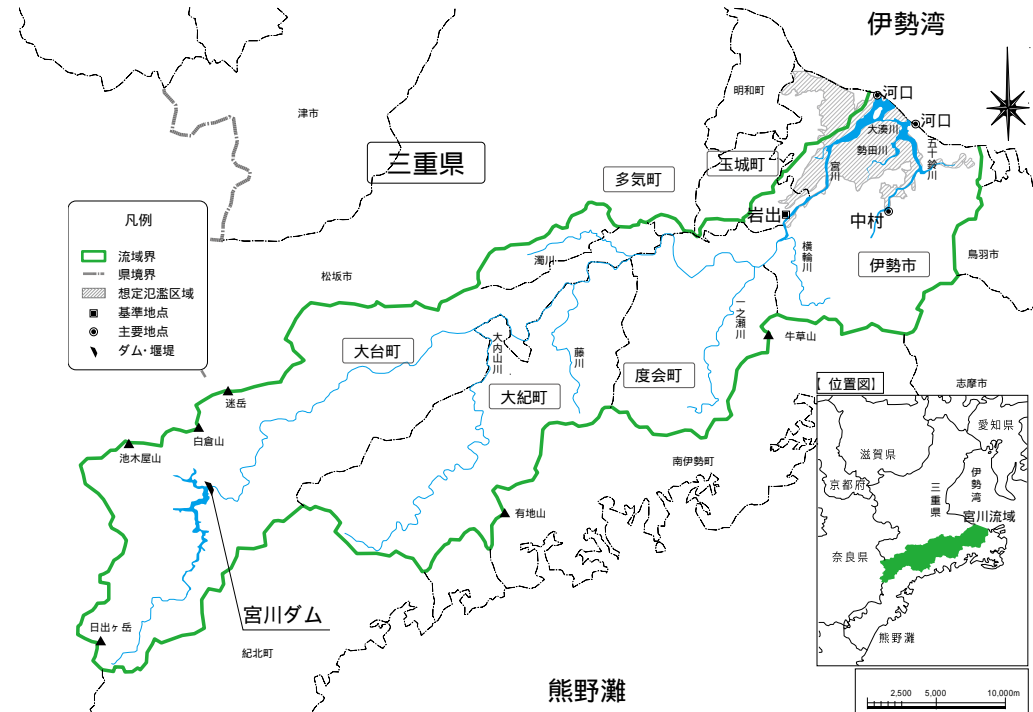 伊勢湾
明和町
河口
津市
河口
大湊川
勢田川
五十鈴川
三重県
玉城町
宮川
多気町
岩出
中村
凡例
流域界
県境界
想定氾濫区域
基準地点
主要地点
ダム・堰堤
横輪川
伊勢市
鳥羽市
濁川
松坂市
一之瀬川
大内山川
藤川
牛草山
大台町
度会町
大紀町
【位置図】
志摩市
迷岳
白倉山
池木屋山
愛知県
滋賀県
南伊勢町
京都府
三重県
伊勢湾
有地山
宮川流域
奈良県
宮川ダム
日出ヶ岳
紀北町
熊野灘
熊野灘
2,500 5,000 10,000m